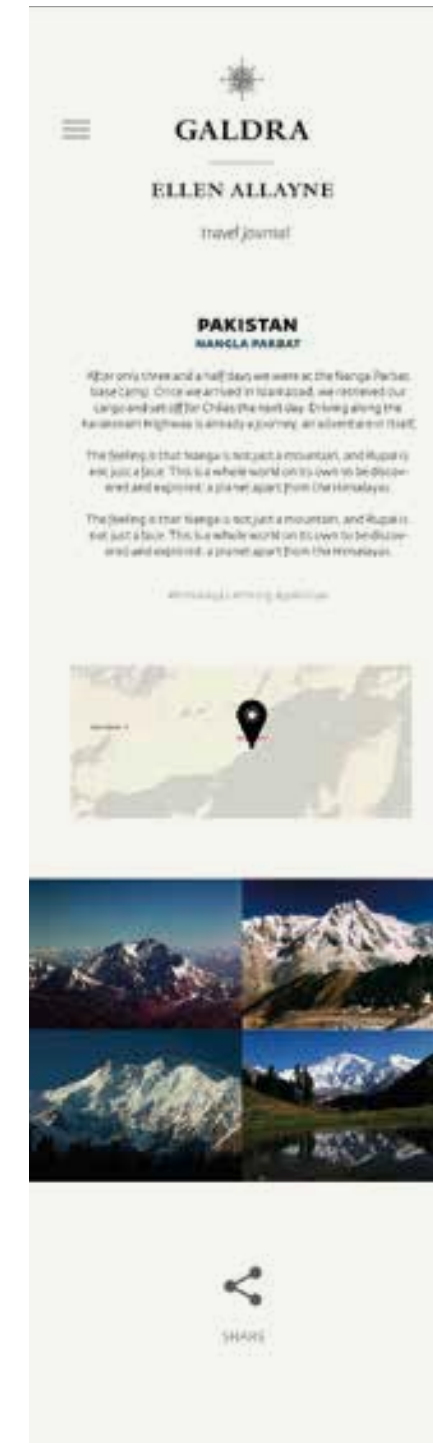 GALDRA
ELLEN ALLAYNE
travel journal
PAKISTAN
NANGLA PARBAT
After only three and a half days we were at the Nanga Parbat
base camp. Once we arrived in Islamabad, we retrieved our
cargo and set off for Chilas the next day. Driving along the
Karakoram Highway is already a journey, an adventure in itself.
The feeling is that Nanga is not just a mountain, and Rupal is
not just a face. This is a whole world on its own to be discov-
ered and explored, a planet apart from the Himalayas.
The feeling is that Nanga is not just a mountain, and Rupal is
not just a face. This is a whole world on its own to be discov-
ered and explored, a planet apart from the Himalayas.
SHARE